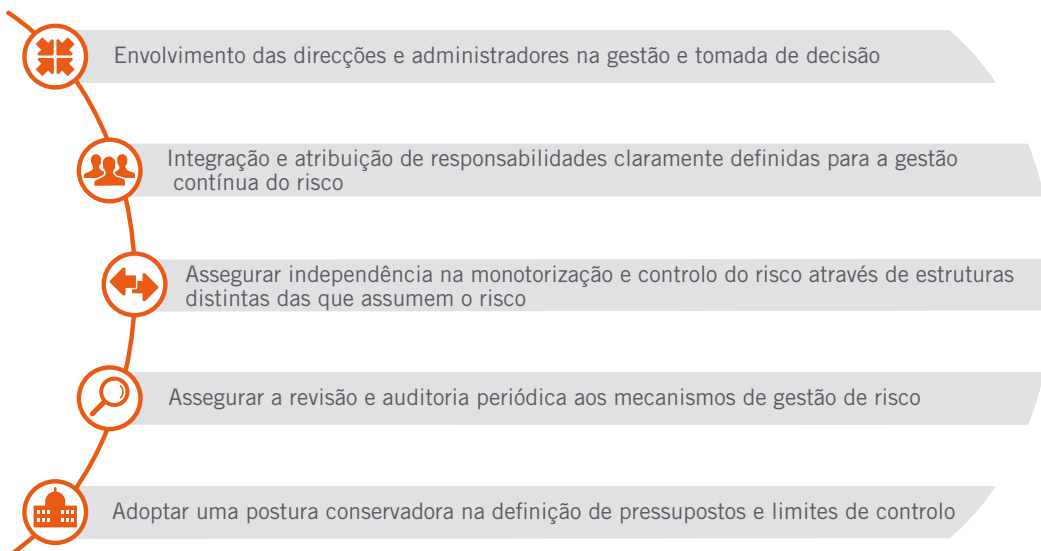 Envolvimento das direcções e administradores na gestão e tomada de decisão
Integração e atribuição de responsabilidades claramente definidas para a gestão
contínua do risco
Assegurar independência na monotorização e controlo do risco através de estruturas
distintas das que assumem o risco
Assegurar a revisão e auditoria periódica aos mecanismos de gestão de risco
Adoptar uma postura conservadora na definição de pressupostos e limites de controlo